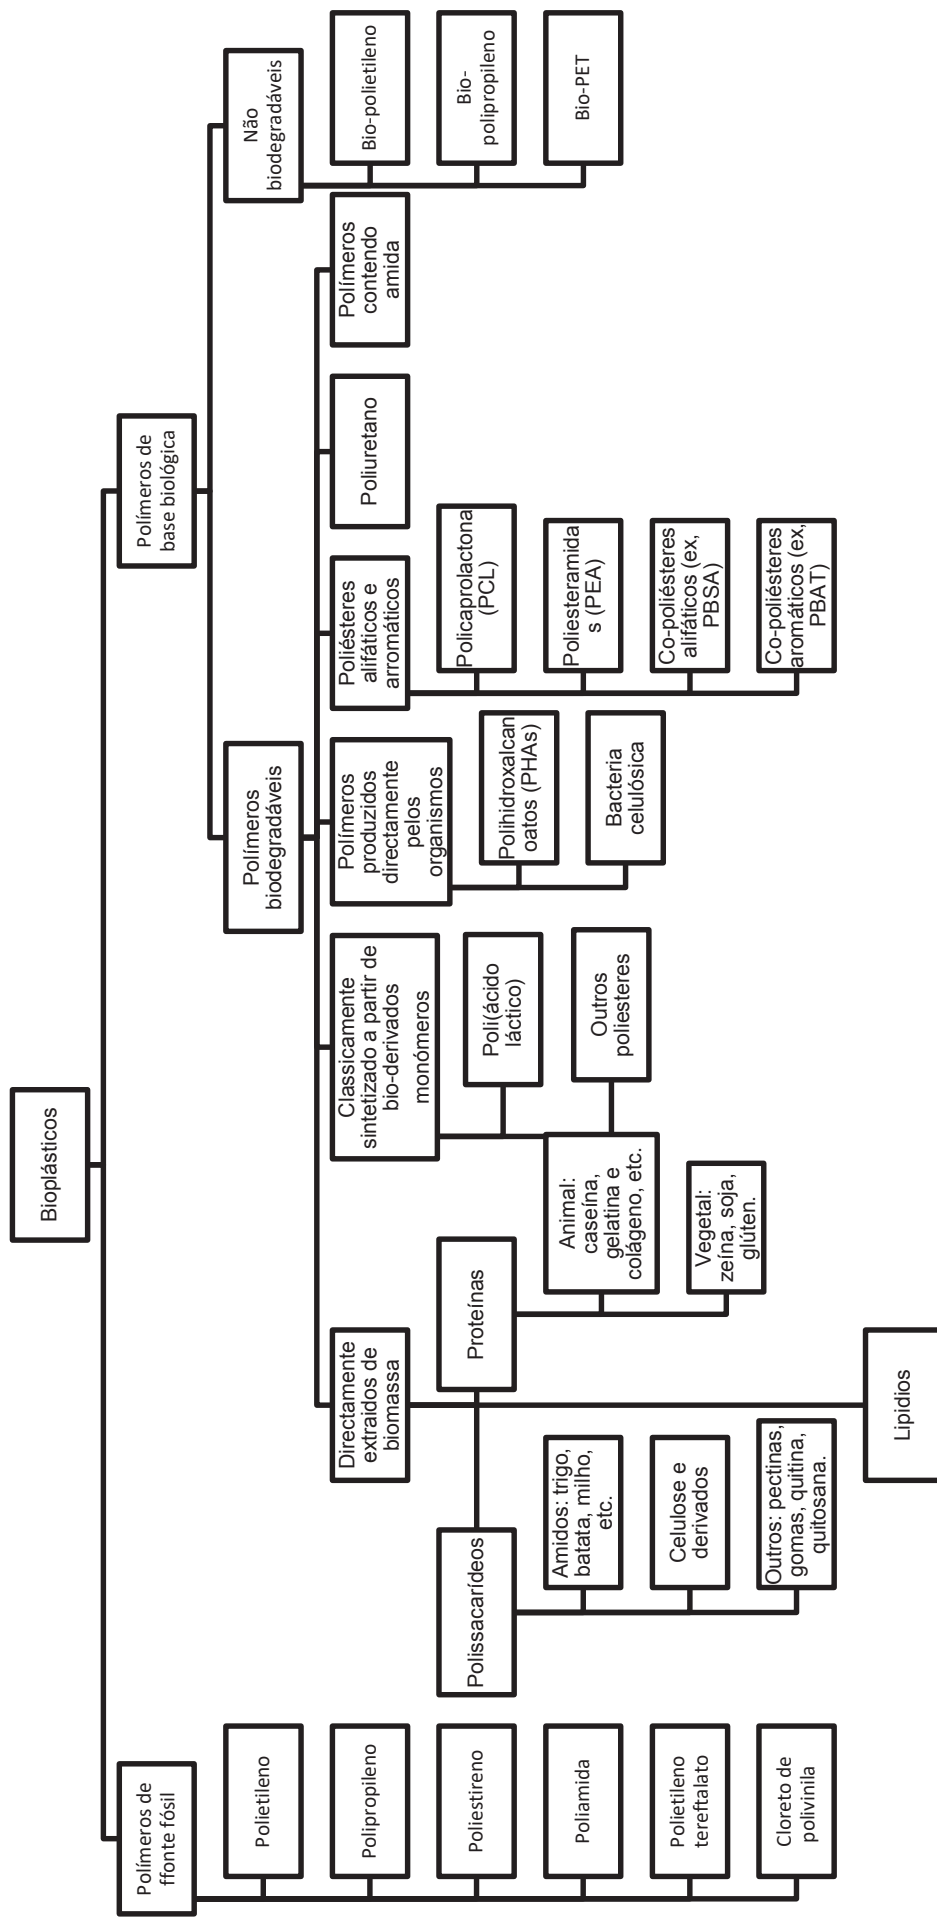 Bioplásticos
Polímeros de
ffonte fóssil
Polietileno
Polipropileno
Poliestireno
Poliamida
Polietileno
tereftalato
Cloreto de
polivinila
Polímeros de
base biológica
Polímeros
biodegradáveis
Directamente
extraidos de
biomassa
Polissacarídeos
Amidos: trigo,
batata, milho,
etc.
Celulose e
derivados
Outros: pectinas,
gomas, quitina,
quitosana.
Proteínas
Animal:
caseína,
gelatina e
colágeno, etc.
Vegetal:
zeína, soja,
glúten.
Lipidios
Classicamente
sintetizado a partir de
bio-derivados
monómeros
Poli(ácido
láctico)
Outros
poliesteres
Polímeros
produzidos
directamente
pelos
organismos
Polihidroxalcan
oatos (PHAs)
Bacteria
celulósica
Poliésteres
alifáticos e
arromáticos
Policaprolactona
(PCL)
Poliesteramida
s (PEA)
Co-poliésteres
alifáticos (ex,
PBSA)
Co-poliésteres
aromáticos (ex,
PBAT)
Poliuretano
Polímeros
contendo
amida
Não
biodegradáveis
Bio-polietileno
Bio-
polipropileno
Bio-PET